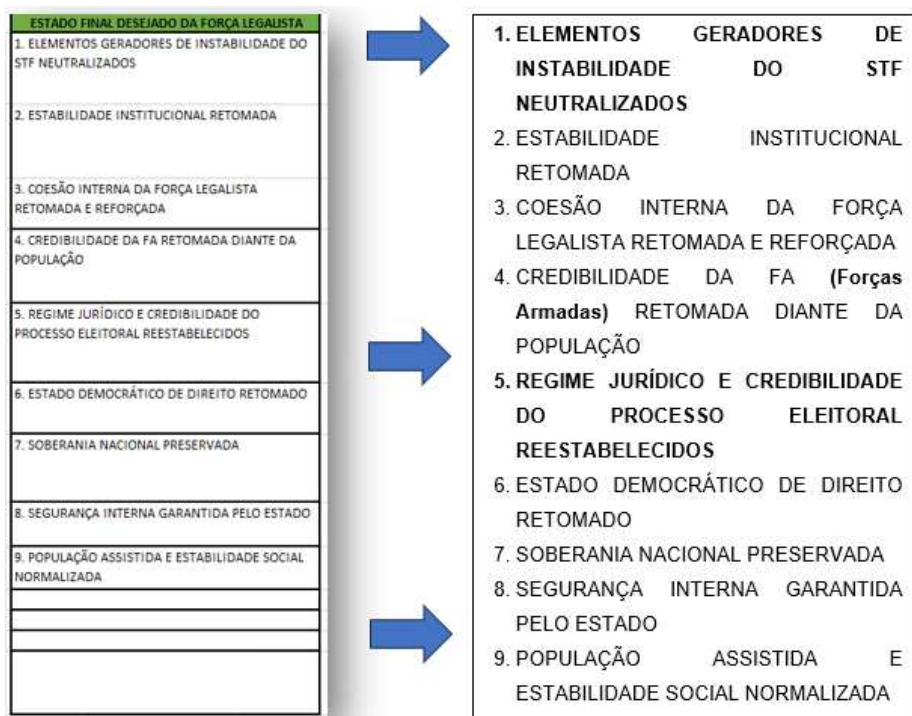 ESTADO FINAL DESEJADO DA FORÇA LEGALISTA
1. ELEMENTOS GERADORES DE INSTABILIDADE DO
STF NEUTRALIZADOS
2. ESTABILIDADE INSTITUCIONAL RETOMADA
3. COESÃO INTERNA DA FORÇA LEGALISTA
RETOMADA E REFORÇADA
4. CREDIBILIDADE DA FA RETOMADA DIANTE DA
POPULAÇÃO
5. REGIME JURÍDICO E CREDIBILIDADE DO
PROCESSO ELEITORAL REESTABELECIDOS
6. ESTADO DEMOCRÁTICO DE DIREITO RETOMADO
7. SOBERANIA NACIONAL PRESERVADA
8. SEGURANÇA INTERNA GARANTIDA PELO ESTADO
9. POPULAÇÃO ASSISTIDA E ESTABILIDADE SOCIAL
NORMALIZADA
1. ELEMENTOS GERADORES DE
INSTABILIDADE DO STF
NEUTRALIZADOS
2. ESTABILIDADE INSTITUCIONAL
RETOMADA
3. COESÃO INTERNA DA FORÇA
LEGALISTA RETOMADA E REFORÇADA
4. CREDIBILIDADE DA FA (Forças
Armadas) RETOMADA DIANTE DA
POPULAÇÃO
5. REGIME JURÍDICO E CREDIBILIDADE
DO PROCESSO ELEITORAL
REESTABELECIDOS
6. ESTADO DEMOCRÁTICO DE DIREITO
RETOMADO
7. SOBERANIA NACIONAL PRESERVADA
8. SEGURANÇA INTERNA GARANTIDA
PELO ESTADO
9. POPULAÇÃO ASSISTIDA E
ESTABILIDADE SOCIAL NORMALIZADA